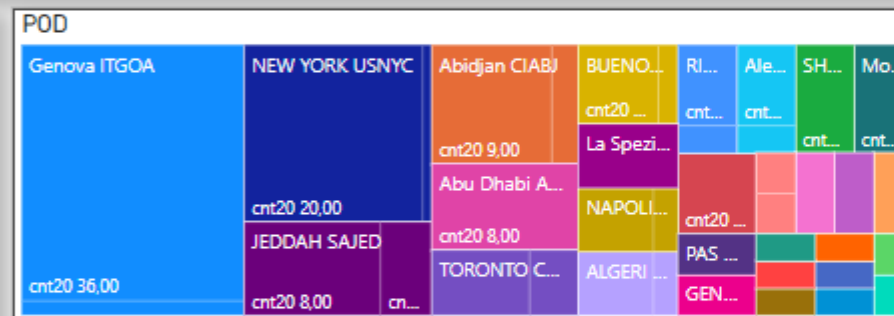 POD
Genova ITGOA
cnt20 36,00
NEW YORK USNYC
cnt20 20,00
JEDDAH SAJED
cnt20 8,00
cn...
Abidjan CIABJ
cnt20 9,00
Abu Dhabi A...
cnt20 8,00
TORONTO C...
BUENO...
cnt20 ...
La Spezi...
NAPOLI...
ALGERI ...
RI...
cnt...
Ale...
cnt...
SH...
cnt...
Mo...
cnt...
cnt20 ...
PAS ...
GEN...